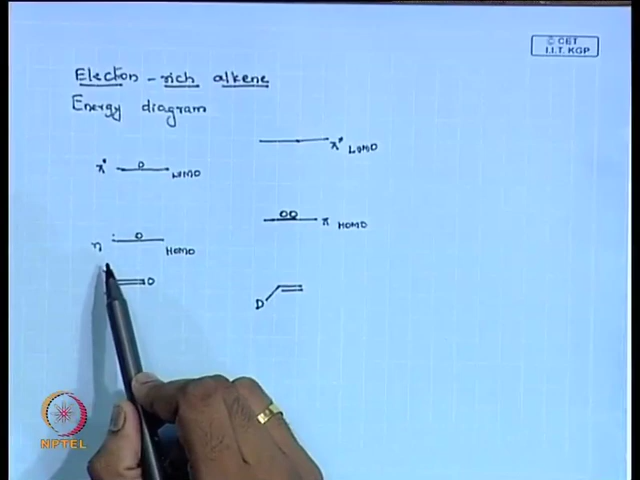 © CET
I.I.T. KGP
Electron-rich alkene
Energy diagram
π* LUMO
π* LUMO
π HOMO
n HOMO
O
D
NPTEL